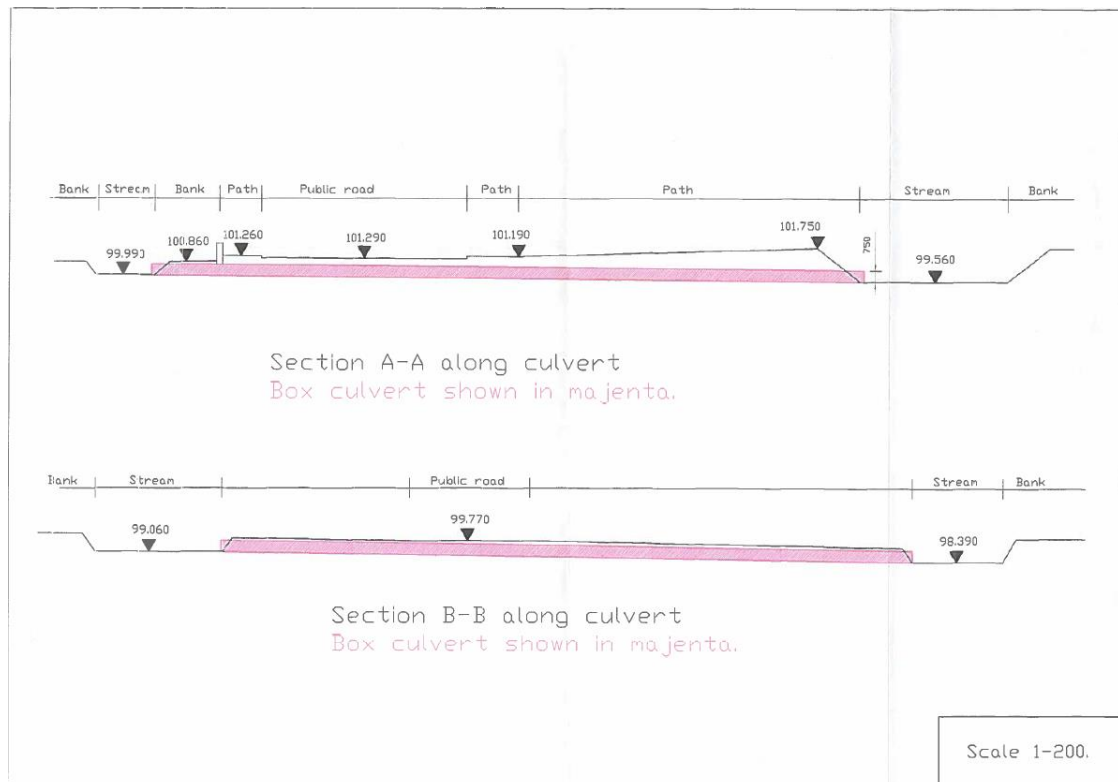 Bank Stream Bank Path Public road Path Path Stream Bank
99.990 100.860 101.260 101.290 101.190 101.750 750 99.560
Section A-A along culvert
Box culvert shown in majenta.
Bank Stream Public road Stream Bank
99.060 99.770 98.390
Section B-B along culvert
Box culvert shown in majenta.
Scale 1-200.